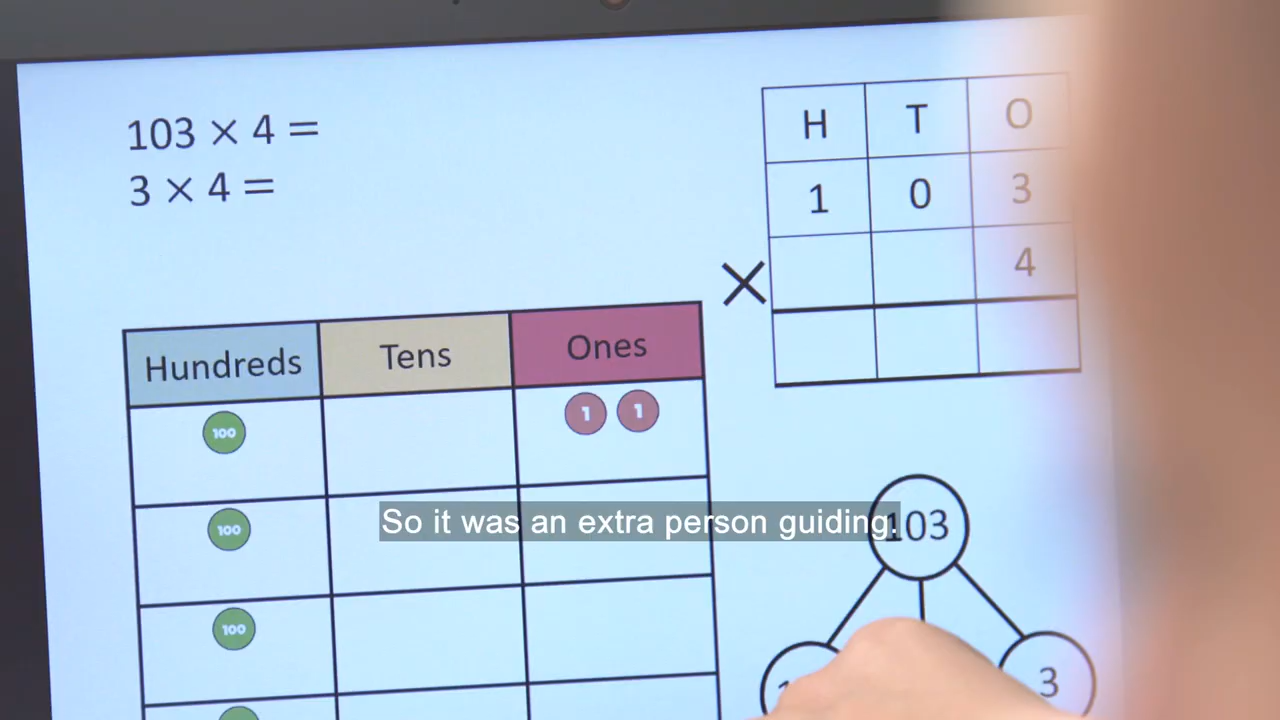 103 × 4 =
3 × 4 =
H T O
1 0 3
× 4
Hundreds Tens Ones
100 1 1
100
100
So it was an extra person guiding.
103
3